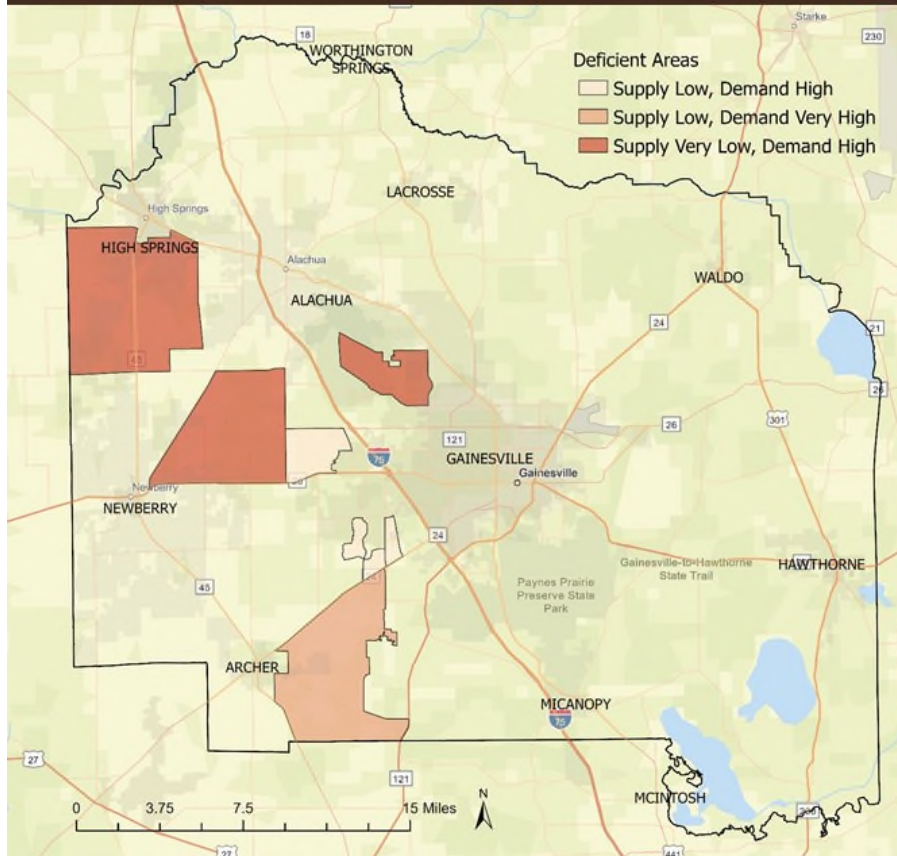 Starke
18
230
WORTHINGTON
SPRINGS
Deficient Areas
Supply Low, Demand High
Supply Low, Demand Very High
Supply Very Low, Demand High
LACROSSE
High Springs
HIGH SPRINGS
Alachua
WALDO
ALACHUA
24
21
45
26
301
26
121
75
GAINESVILLE
Gainesville
Newberry
NEWBERRY
24
Gainesville-to-Hawthorne
State Trail
HAWTHORNE
Paynes Prairie
Preserve State
Park
45
ARCHER
MICANOPY
75
27
121
N
MCINTOSH
0 3.75 7.5 15 Miles
27
441